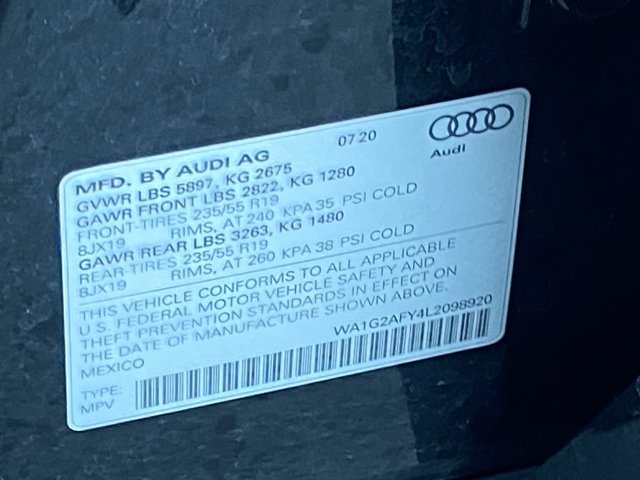 07 20
Audi
MFD. BY AUDI AG
GVWR LBS 5897, KG 2675
GAWR FRONT LBS 2822, KG 1280
FRONT-TIRES 235/55 R19
8JX19 RIMS, AT 240 KPA 35 PSI COLD
GAWR REAR LBS 3263, KG 1480
REAR-TIRES 235/55 R19
8JX19 RIMS, AT 260 KPA 38 PSI COLD
THIS VEHICLE CONFORMS TO ALL APPLICABLE
U.S. FEDERAL MOTOR VEHICLE SAFETY AND
THEFT PREVENTION STANDARDS IN EFFECT ON
THE DATE OF MANUFACTURE SHOWN ABOVE.
MEXICO WA1G2AFY4L2098920
TYPE:
MPV